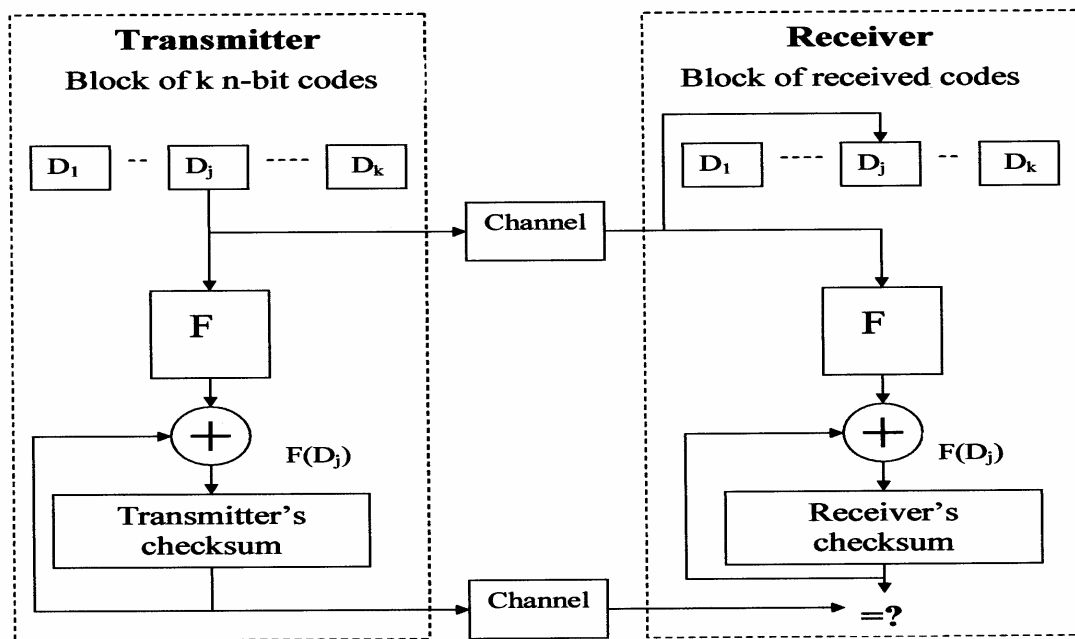 Transmitter
Block of k n-bit codes
D₁ -- Dⱼ ---- Dₖ
F
+
F(Dⱼ)
Transmitter's
checksum
Channel
Channel
Receiver
Block of received codes
D₁ ---- Dⱼ -- Dₖ
F
+
F(Dⱼ)
Receiver's
checksum
=?